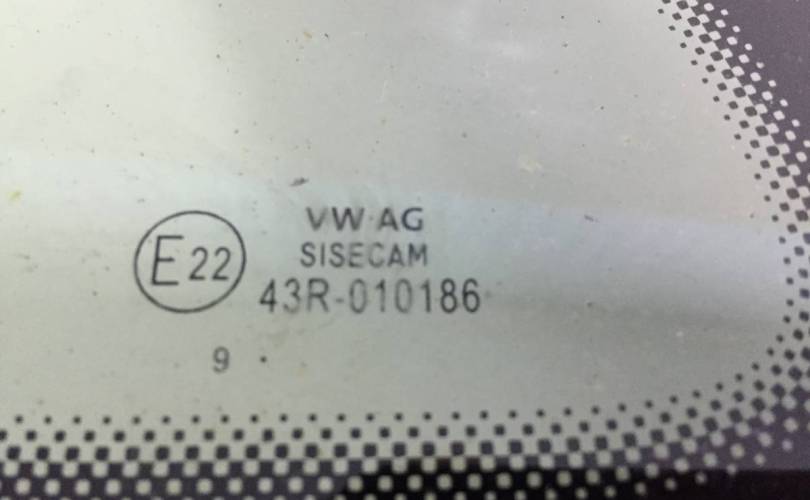 VW AG
E22 SISECAM
43R-010186
9 .